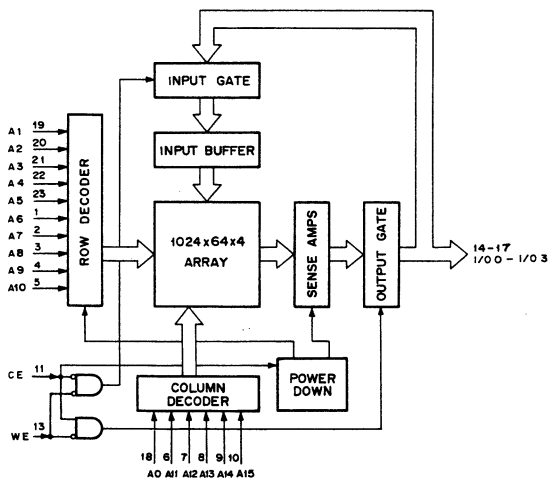 INPUT GATE
INPUT BUFFER
A1 19
A2 20
A3 21
A4 22
A5 23
A6 1
A7 2
A8 3
A9 4
A10 5
ROW DECODER
1024x64x4
ARRAY
SENSE AMPS
OUTPUT GATE
14-17
I/O 0 - I/O 3
CE 11
WE 13
COLUMN
DECODER
POWER
DOWN
18 6 7 8 9 10
A0 A11 A12 A13 A14 A15